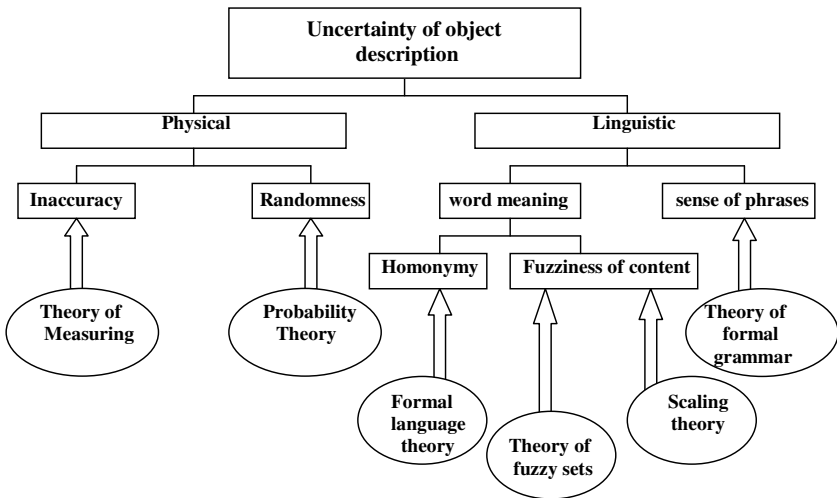 Uncertainty of object
description
Physical
Linguistic
Inaccuracy
Randomness
word meaning
sense of phrases
Homonymy
Fuzziness of content
Theory of
Measuring
Probability
Theory
Theory of
formal
grammar
Formal
language
theory
Theory of
fuzzy sets
Scaling
theory